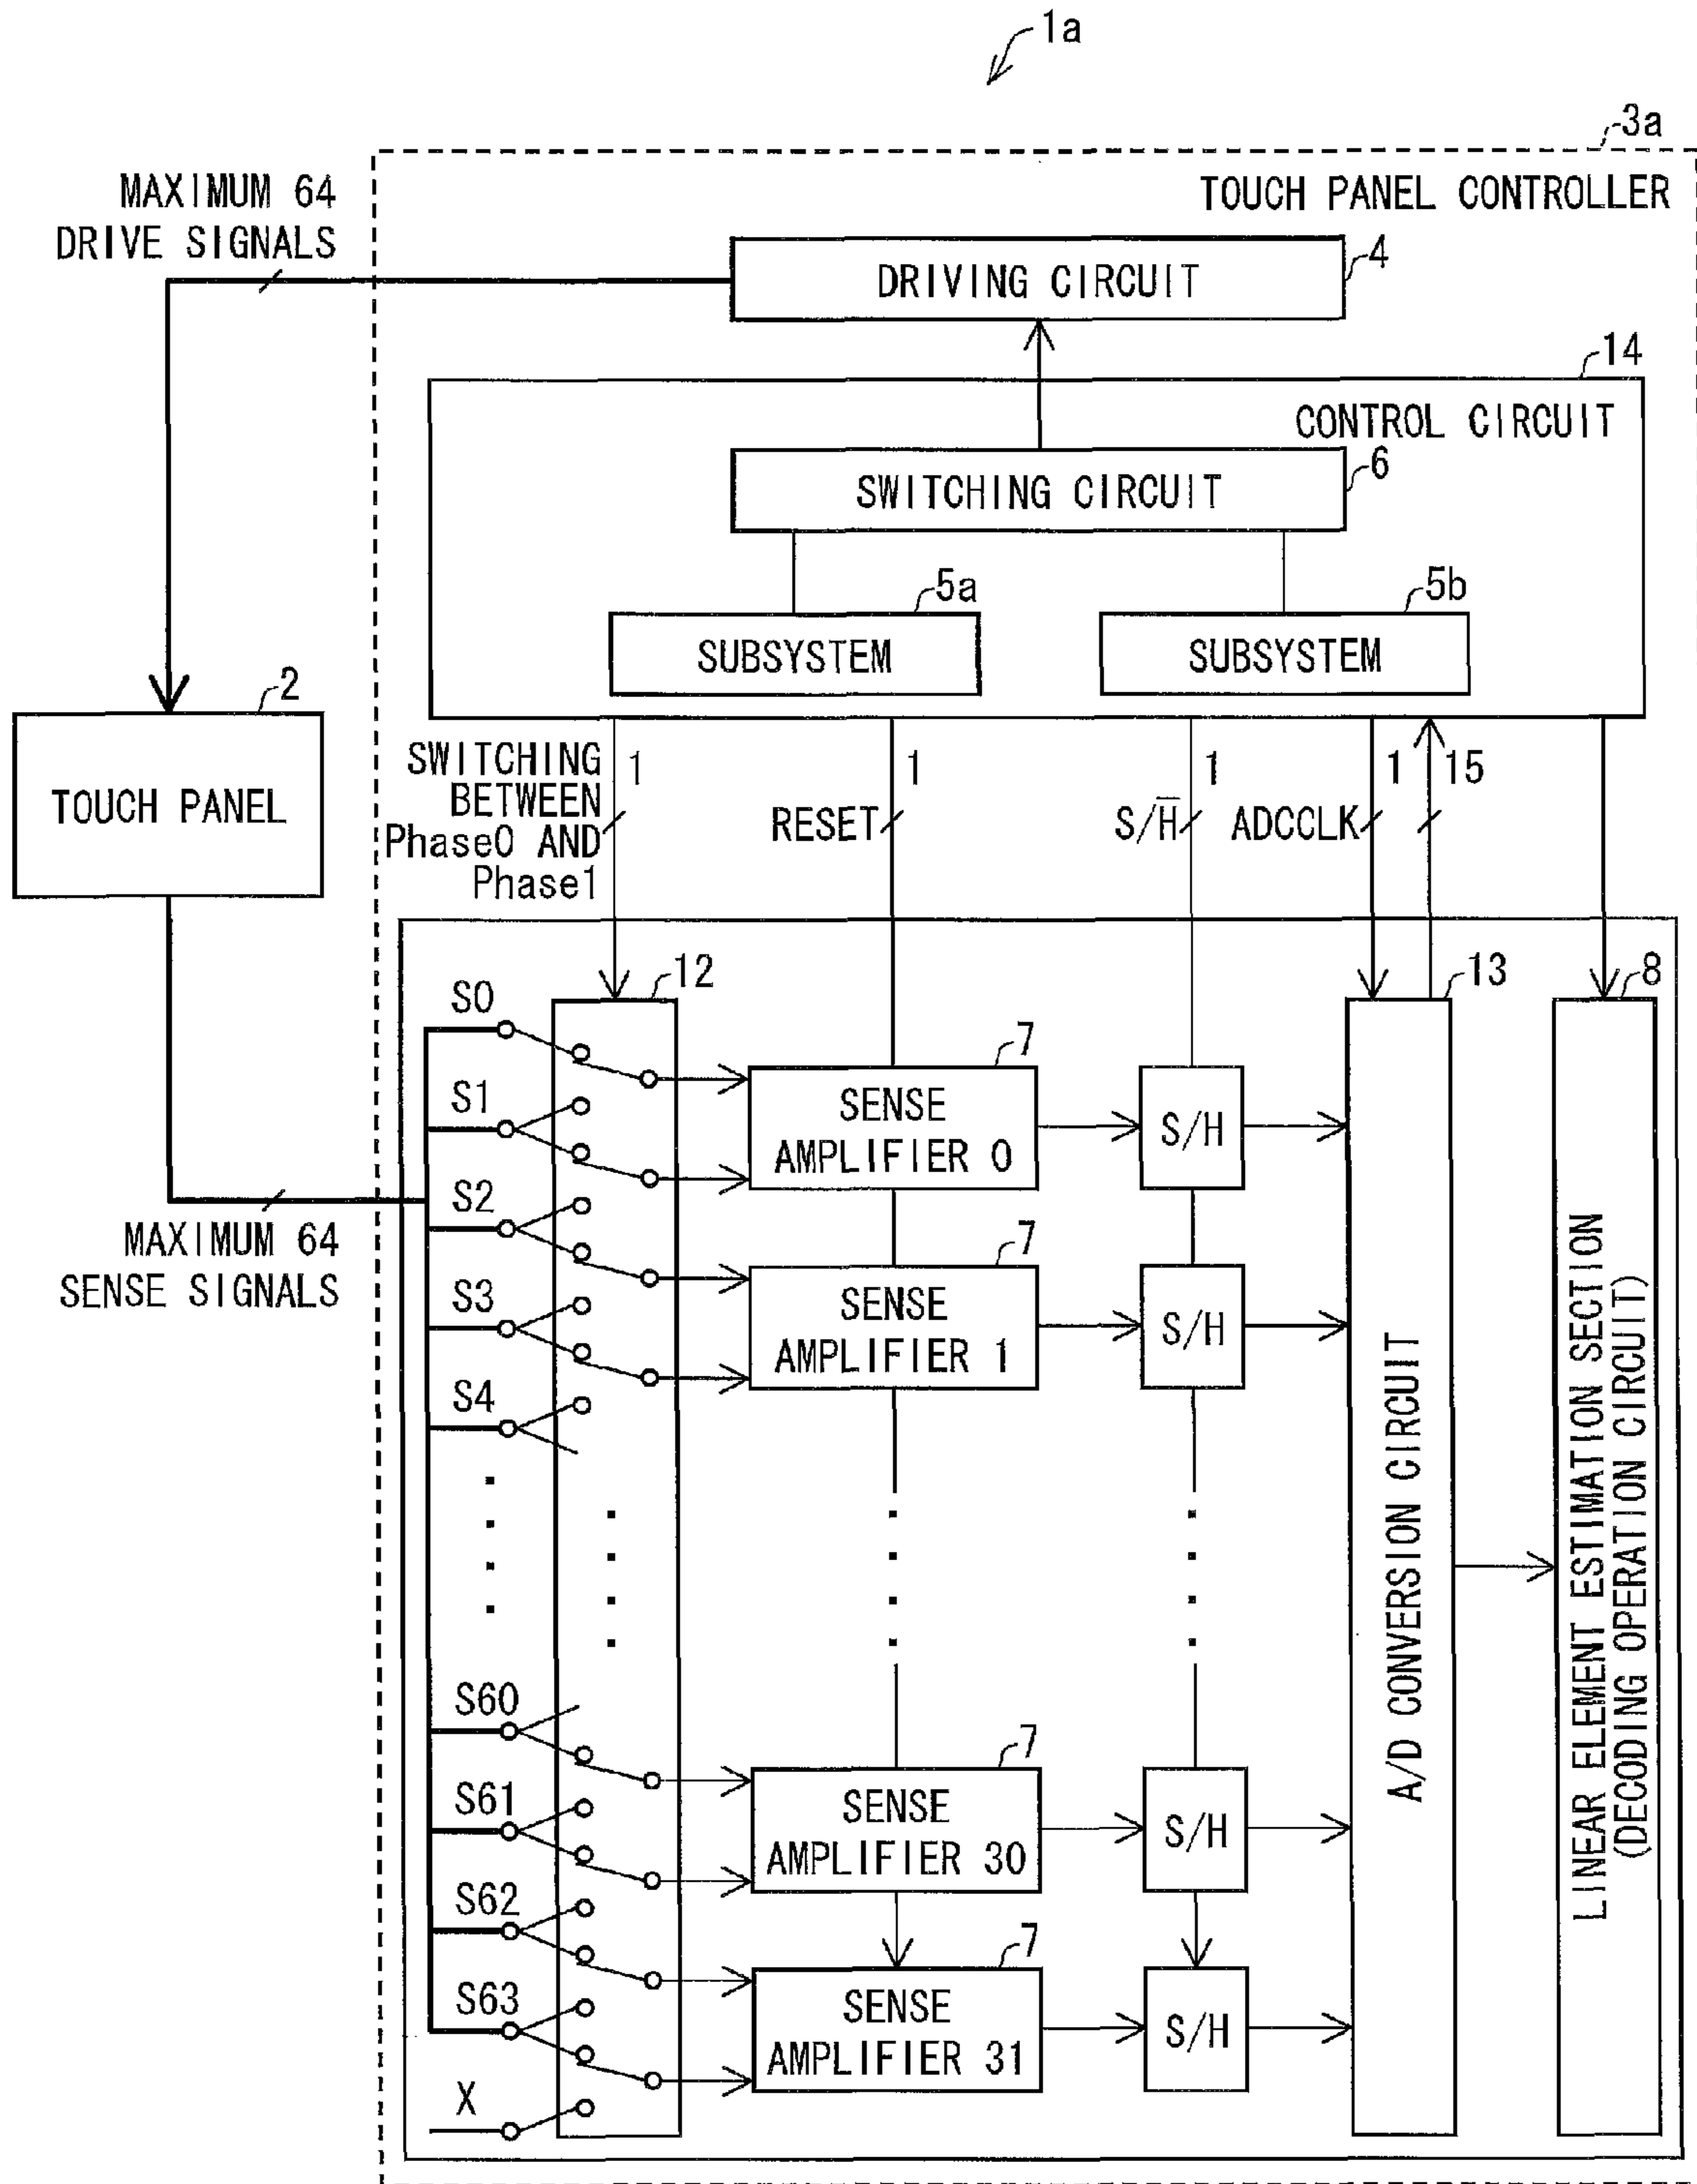 1a
3a
TOUCH PANEL CONTROLLER
MAXIMUM 64
DRIVE SIGNALS
DRIVING CIRCUIT
4
14
CONTROL CIRCUIT
SWITCHING CIRCUIT
6
5a
SUBSYSTEM
5b
SUBSYSTEM
2
TOUCH PANEL
SWITCHING
BETWEEN
Phase0 AND
Phase1
1
RESET
1
S/H̅
1
ADCCLK
1
15
MAXIMUM 64
SENSE SIGNALS
12
13
8
S0
S1
S2
S3
S4
S60
S61
S62
S63
X
7
SENSE
AMPLIFIER 0
S/H
7
SENSE
AMPLIFIER 1
S/H
7
SENSE
AMPLIFIER 30
S/H
7
SENSE
AMPLIFIER 31
S/H
A/D CONVERSION CIRCUIT
LINEAR ELEMENT ESTIMATION SECTION
(DECODING OPERATION CIRCUIT)